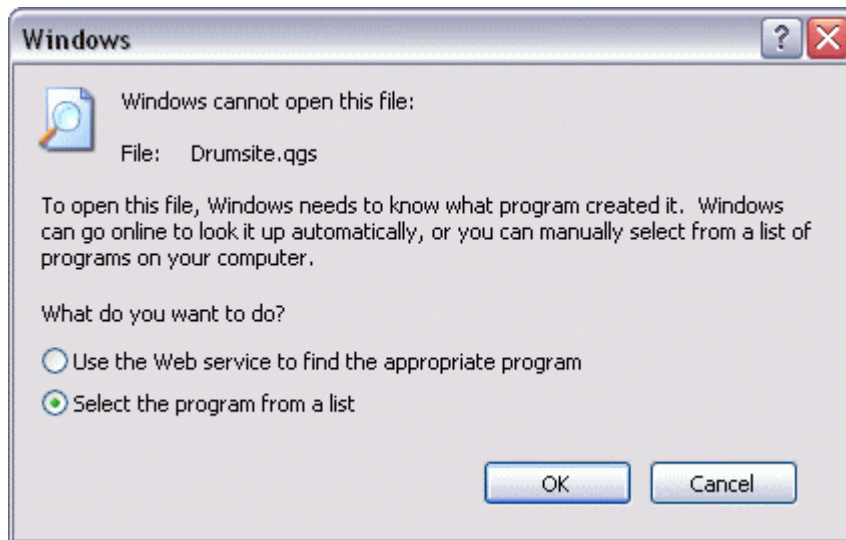 Windows
Windows cannot open this file:
File: Drumsite.qgs
To open this file, Windows needs to know what program created it. Windows
can go online to look it up automatically, or you can manually select from a list of
programs on your computer.
What do you want to do?
Use the Web service to find the appropriate program
Select the program from a list
OK Cancel